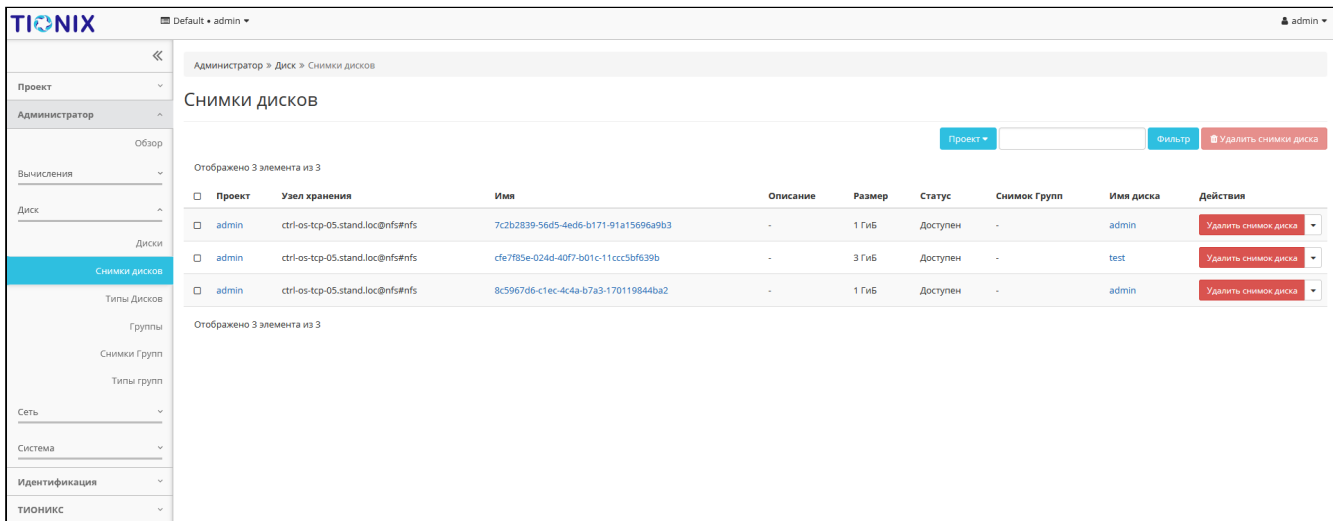 TIONIX
Default • admin
admin
Проект
Администратор
Обзор
Вычисления
Диск
Диски
Снимки дисков
Типы Дисков
Группы
Снимки Групп
Типы групп
Сеть
Система
Идентификация
ТИОНИКС
Администратор » Диск » Снимки дисков
Снимки дисков
Проект Фильтр Удалить снимки диска
Отображено 3 элемента из 3
Проект Узел хранения Имя Описание Размер Статус Снимок Групп Имя диска Действия
admin ctrl-os-tcp-05.stand.loc@nfs#nfs 7c2b2839-56d5-4ed6-b171-91a15696a9b3 - 1 ГиБ Доступен - admin Удалить снимок диска
admin ctrl-os-tcp-05.stand.loc@nfs#nfs cfe7f85e-024d-40f7-b01c-11ccc5bf639b - 3 ГиБ Доступен - test Удалить снимок диска
admin ctrl-os-tcp-05.stand.loc@nfs#nfs 8c5967d6-c1ec-4c4a-b7a3-170119844ba2 - 1 ГиБ Доступен - admin Удалить снимок диска
Отображено 3 элемента из 3